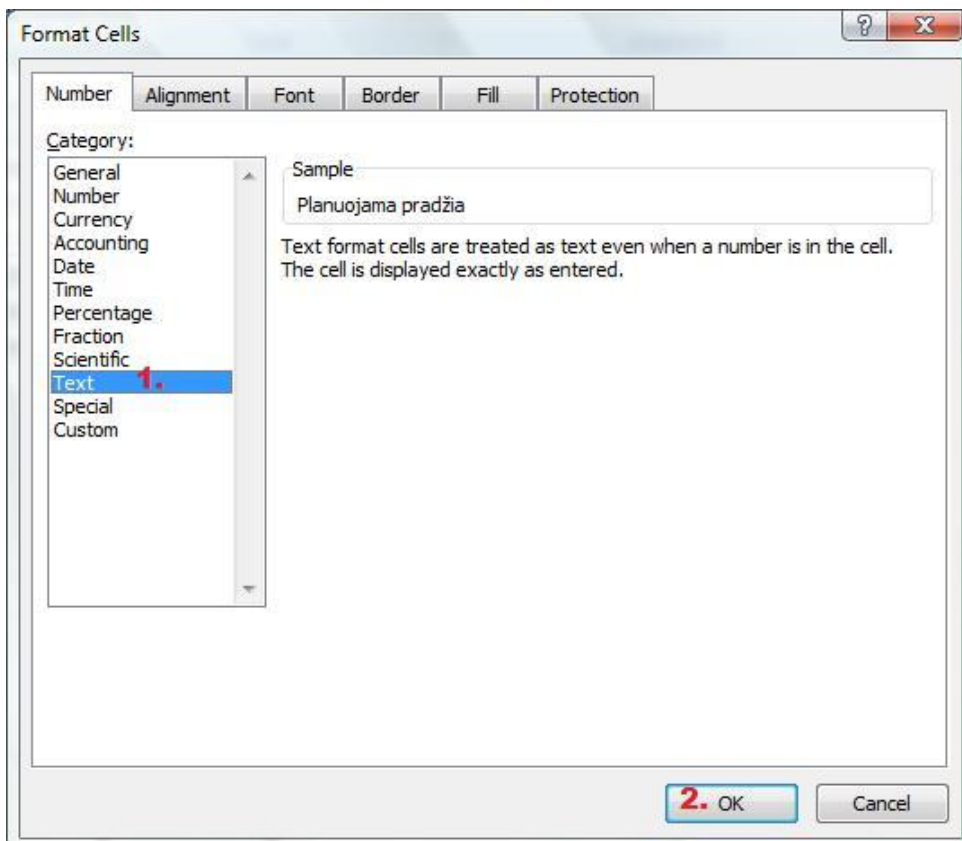 Format Cells
? X
Number Alignment Font Border Fill Protection
Category:
General
Number
Currency
Accounting
Date
Time
Percentage
Fraction
Scientific
Text 1.
Special
Custom
Sample
Planuojama pradžia
Text format cells are treated as text even when a number is in the cell.
The cell is displayed exactly as entered.
2. OK Cancel